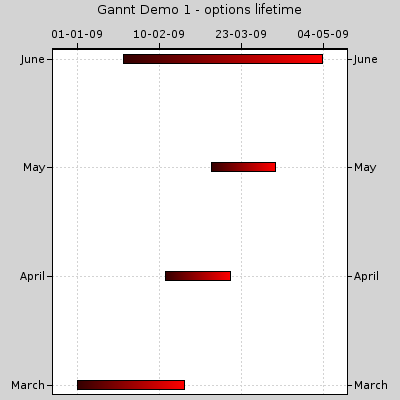 Gannt Demo 1 - options lifetime
01-01-09 10-02-09 23-03-09 04-05-09
June June
May May
April April
March March